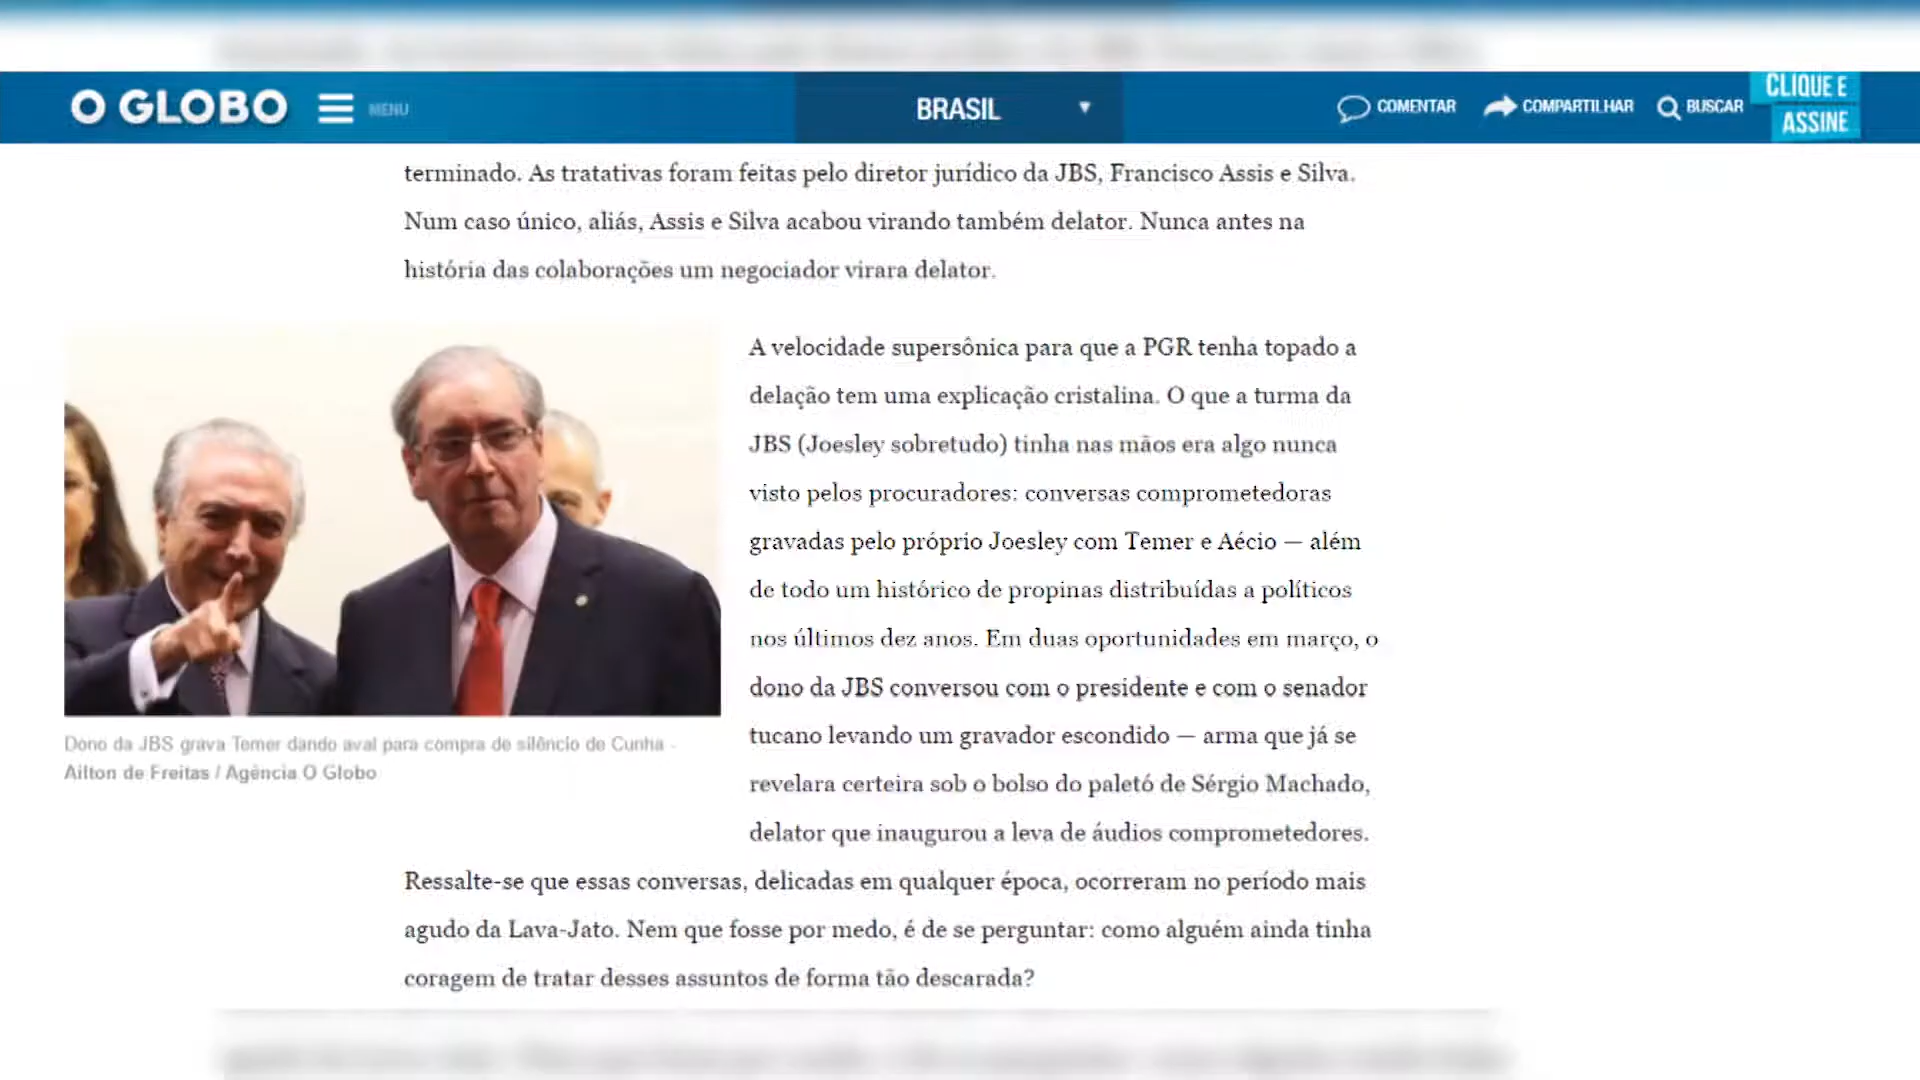 O GLOBO
MENU
BRASIL
COMENTAR
COMPARTILHAR
BUSCAR
CLIQUE E
ASSINE
terminado. As tratativas foram feitas pelo diretor jurídico da JBS, Francisco Assis e Silva.
Num caso único, aliás, Assis e Silva acabou virando também delator. Nunca antes na
história das colaborações um negociador virara delator.
A velocidade supersônica para que a PGR tenha topado a
delação tem uma explicação cristalina. O que a turma da
JBS (Joesley sobretudo) tinha nas mãos era algo nunca
visto pelos procuradores: conversas comprometedoras
gravadas pelo próprio Joesley com Temer e Aécio — além
de todo um histórico de propinas distribuídas a políticos
nos últimos dez anos. Em duas oportunidades em março, o
dono da JBS conversou com o presidente e com o senador
tucano levando um gravador escondido — arma que já se
revelara certeira sob o bolso do paletó de Sérgio Machado,
delator que inaugurou a leva de áudios comprometedores.
Dono da JBS grava Temer dando aval para compra de silêncio de Cunha -
Ailton de Freitas / Agência O Globo
Ressalte-se que essas conversas, delicadas em qualquer época, ocorreram no período mais
agudo da Lava-Jato. Nem que fosse por medo, é de se perguntar: como alguém ainda tinha
coragem de tratar desses assuntos de forma tão descarada?